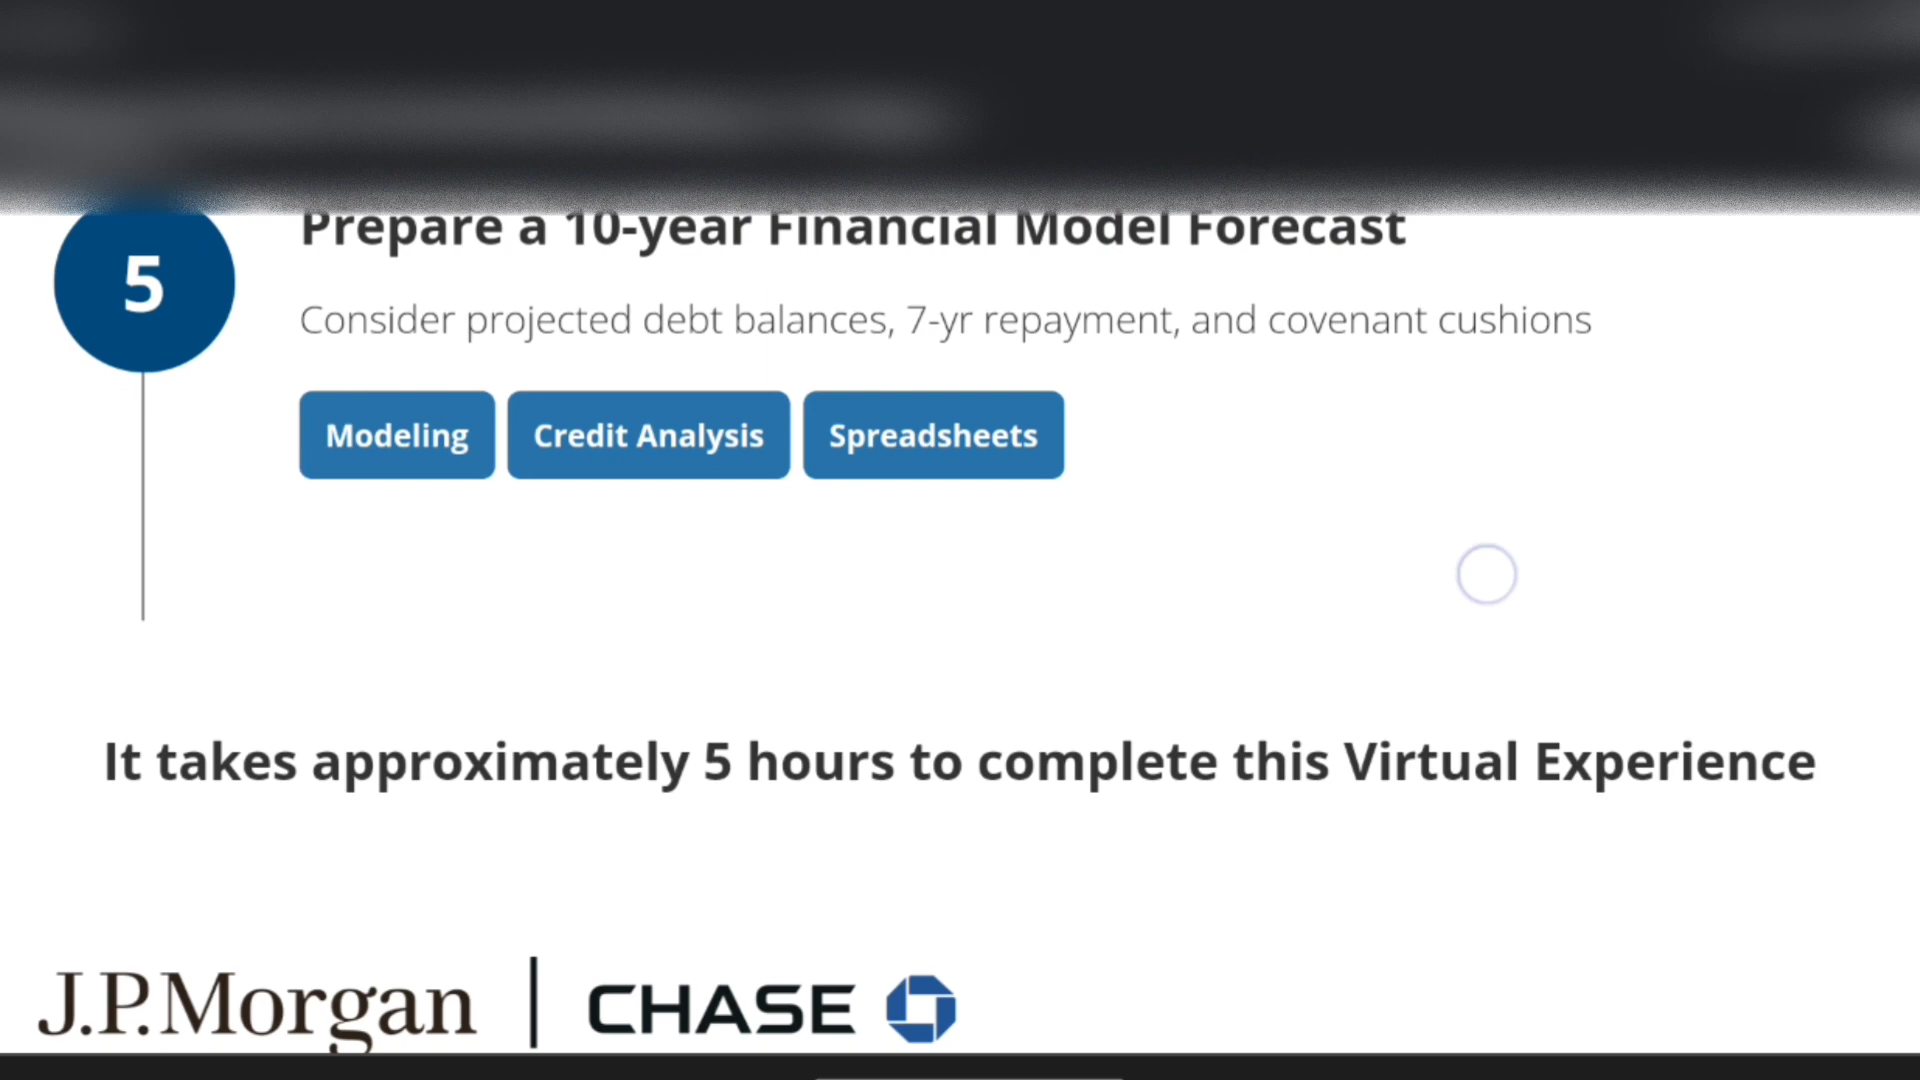 5
Prepare a 10-year Financial Model Forecast
Consider projected debt balances, 7-yr repayment, and covenant cushions
Modeling Credit Analysis Spreadsheets
It takes approximately 5 hours to complete this Virtual Experience
J.P.Morgan CHASE